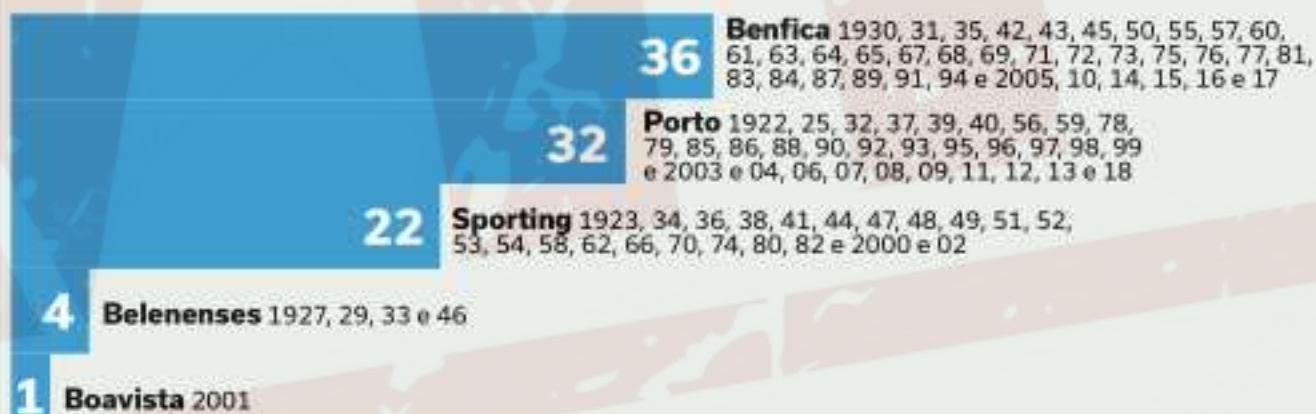 36
Benfica 1930, 31, 35, 42, 43, 45, 50, 55, 57, 60,
61, 63, 64, 65, 67, 68, 69, 71, 72, 73, 75, 76, 77, 81,
83, 84, 87, 89, 91, 94 e 2005, 10, 14, 15, 16 e 17
32
Porto 1922, 25, 32, 37, 39, 40, 56, 59, 78,
79, 85, 86, 88, 90, 92, 93, 95, 96, 97, 98, 99
e 2003 e 04, 06, 07, 08, 09, 11, 12, 13 e 18
22
Sporting 1923, 34, 36, 38, 41, 44, 47, 48, 49, 51, 52,
53, 54, 58, 62, 66, 70, 74, 80, 82 e 2000 e 02
4
Belenenses 1927, 29, 33 e 46
1
Boavista 2001